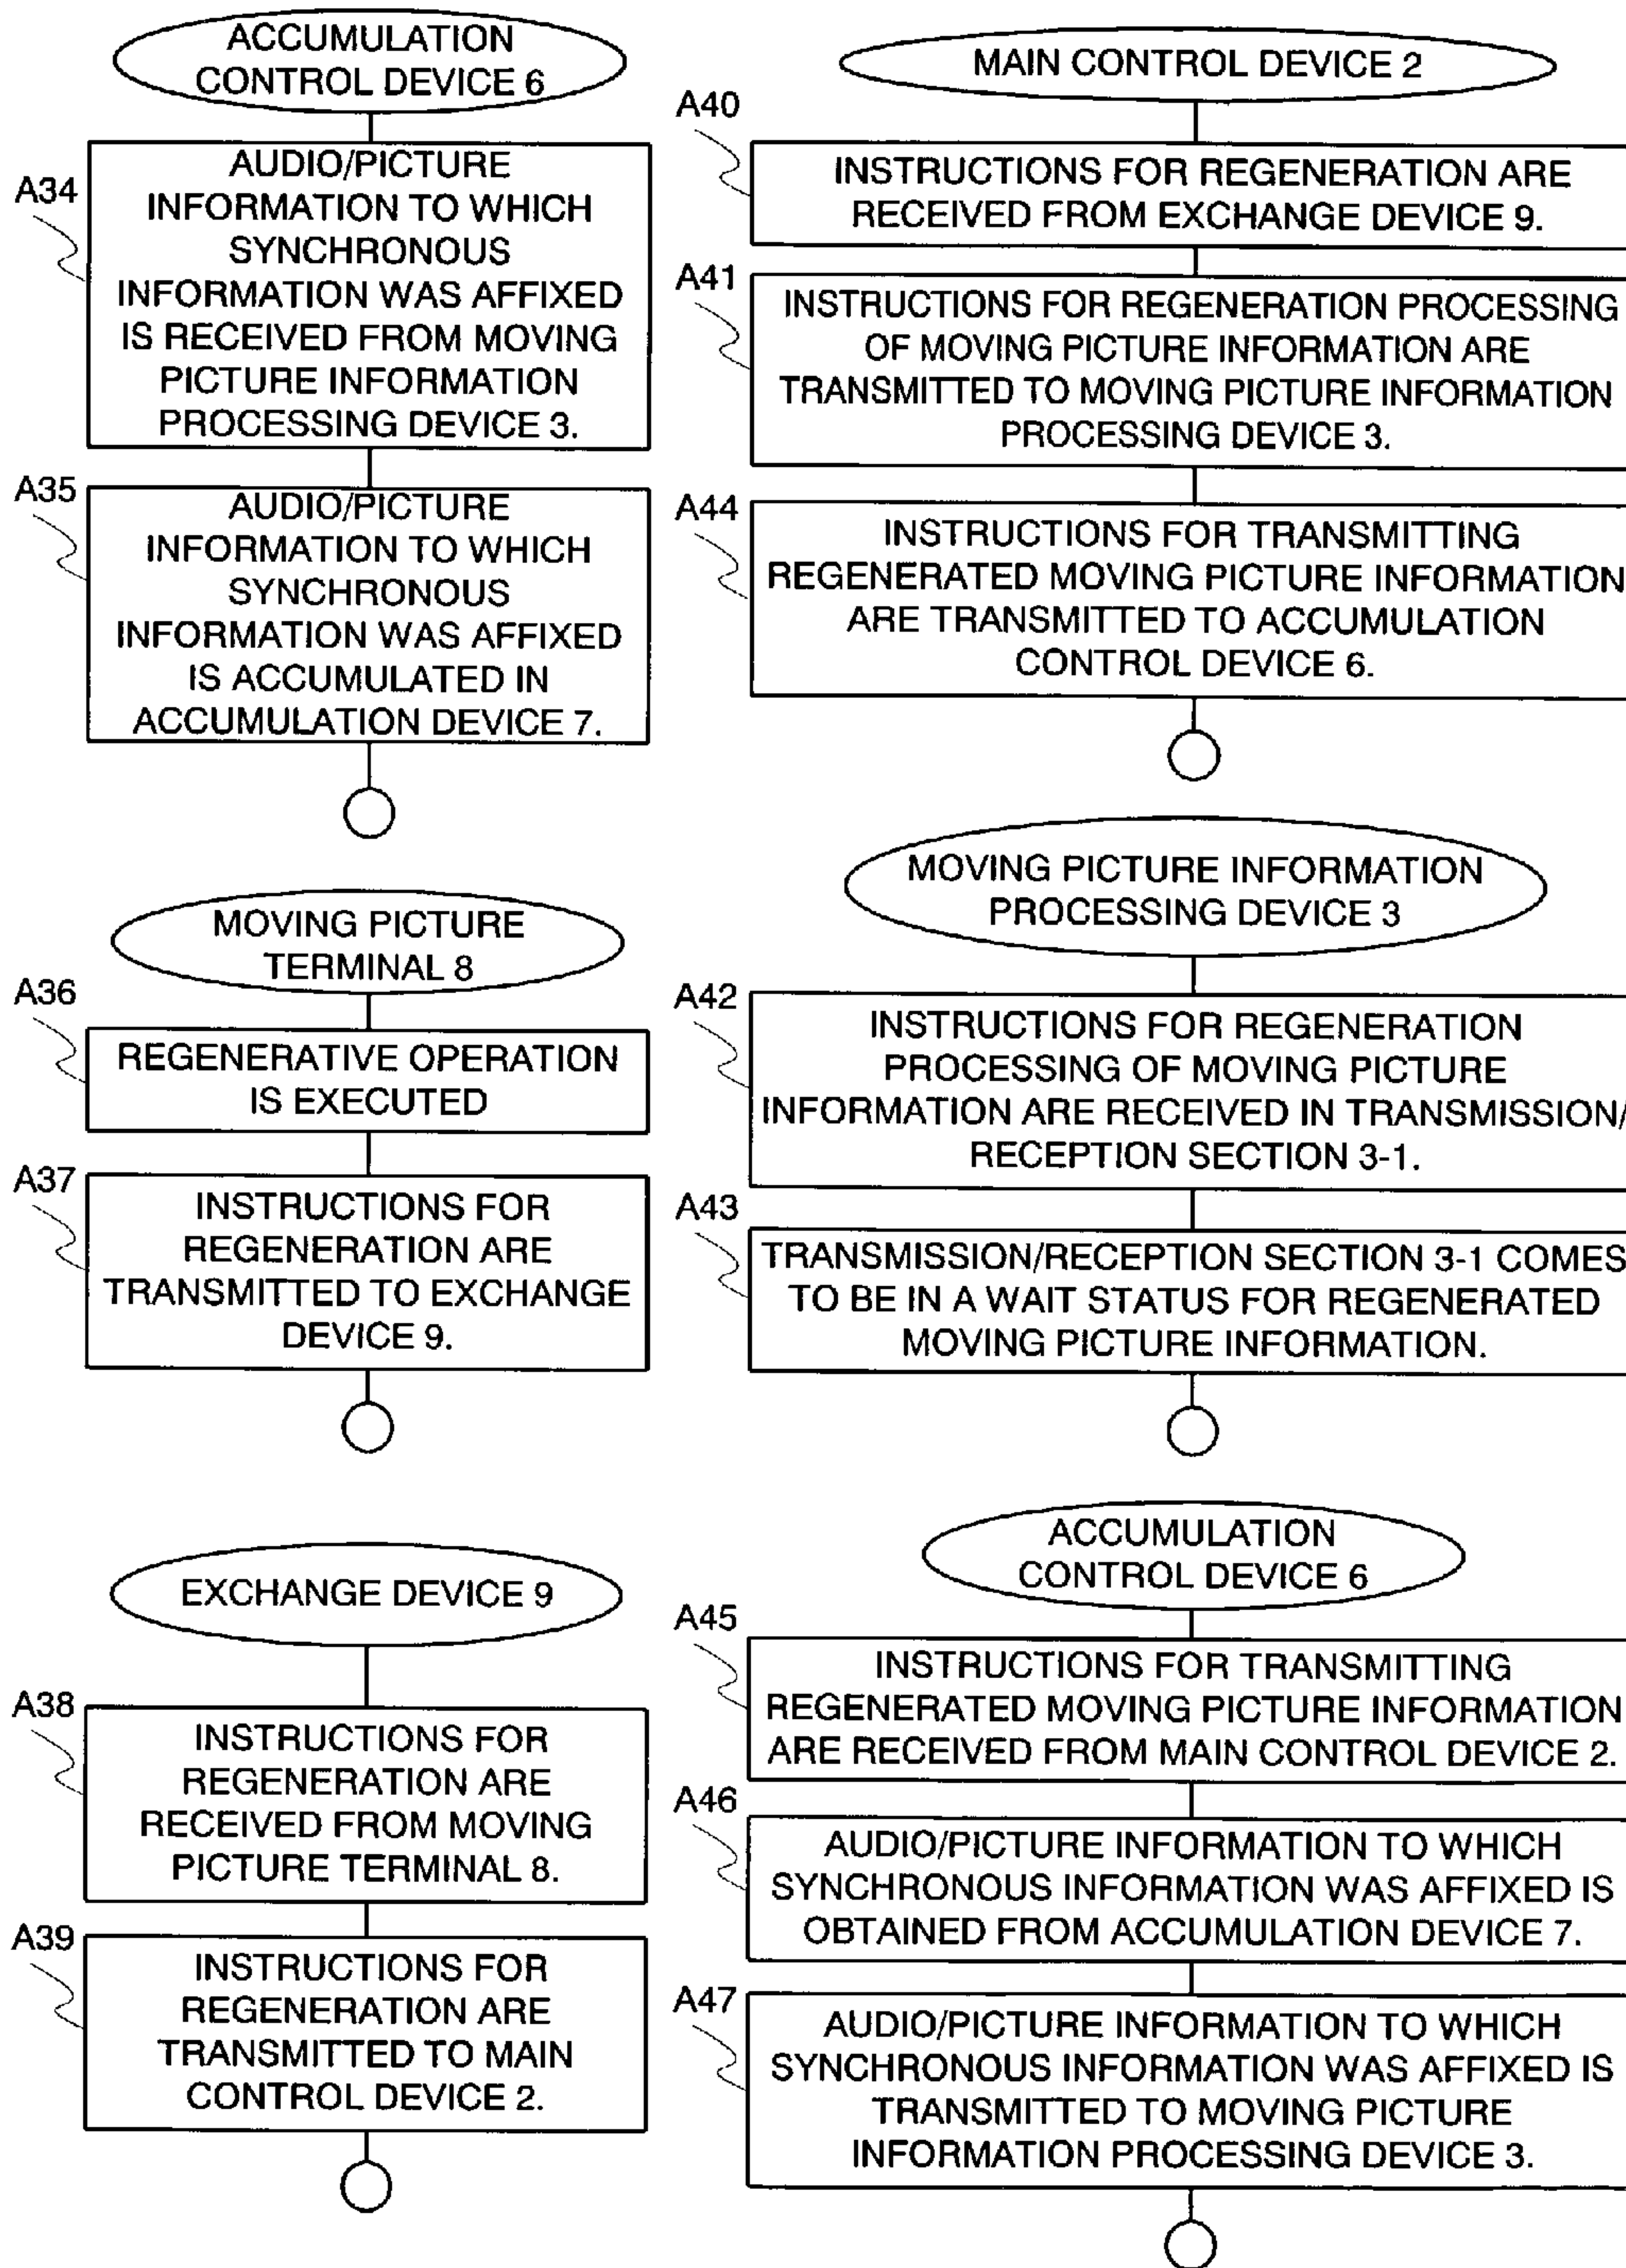 ACCUMULATION
CONTROL DEVICE 6
A34
AUDIO/PICTURE
INFORMATION TO WHICH
SYNCHRONOUS
INFORMATION WAS AFFIXED
IS RECEIVED FROM MOVING
PICTURE INFORMATION
PROCESSING DEVICE 3.
A35
AUDIO/PICTURE
INFORMATION TO WHICH
SYNCHRONOUS
INFORMATION WAS AFFIXED
IS ACCUMULATED IN
ACCUMULATION DEVICE 7.
MOVING PICTURE
TERMINAL 8
A36
REGENERATIVE OPERATION
IS EXECUTED
A37
INSTRUCTIONS FOR
REGENERATION ARE
TRANSMITTED TO EXCHANGE
DEVICE 9.
EXCHANGE DEVICE 9
A38
INSTRUCTIONS FOR
REGENERATION ARE
RECEIVED FROM MOVING
PICTURE TERMINAL 8.
A39
INSTRUCTIONS FOR
REGENERATION ARE
TRANSMITTED TO MAIN
CONTROL DEVICE 2.
MAIN CONTROL DEVICE 2
A40
INSTRUCTIONS FOR REGENERATION ARE
RECEIVED FROM EXCHANGE DEVICE 9.
A41
INSTRUCTIONS FOR REGENERATION PROCESSING
OF MOVING PICTURE INFORMATION ARE
TRANSMITTED TO MOVING PICTURE INFORMATION
PROCESSING DEVICE 3.
A44
INSTRUCTIONS FOR TRANSMITTING
REGENERATED MOVING PICTURE INFORMATION
ARE TRANSMITTED TO ACCUMULATION
CONTROL DEVICE 6.
MOVING PICTURE INFORMATION
PROCESSING DEVICE 3
A42
INSTRUCTIONS FOR REGENERATION
PROCESSING OF MOVING PICTURE
INFORMATION ARE RECEIVED IN TRANSMISSION/
RECEPTION SECTION 3-1.
A43
TRANSMISSION/RECEPTION SECTION 3-1 COMES
TO BE IN A WAIT STATUS FOR REGENERATED
MOVING PICTURE INFORMATION.
ACCUMULATION
CONTROL DEVICE 6
A45
INSTRUCTIONS FOR TRANSMITTING
REGENERATED MOVING PICTURE INFORMATION
ARE RECEIVED FROM MAIN CONTROL DEVICE 2.
A46
AUDIO/PICTURE INFORMATION TO WHICH
SYNCHRONOUS INFORMATION WAS AFFIXED IS
OBTAINED FROM ACCUMULATION DEVICE 7.
A47
AUDIO/PICTURE INFORMATION TO WHICH
SYNCHRONOUS INFORMATION WAS AFFIXED IS
TRANSMITTED TO MOVING PICTURE
INFORMATION PROCESSING DEVICE 3.